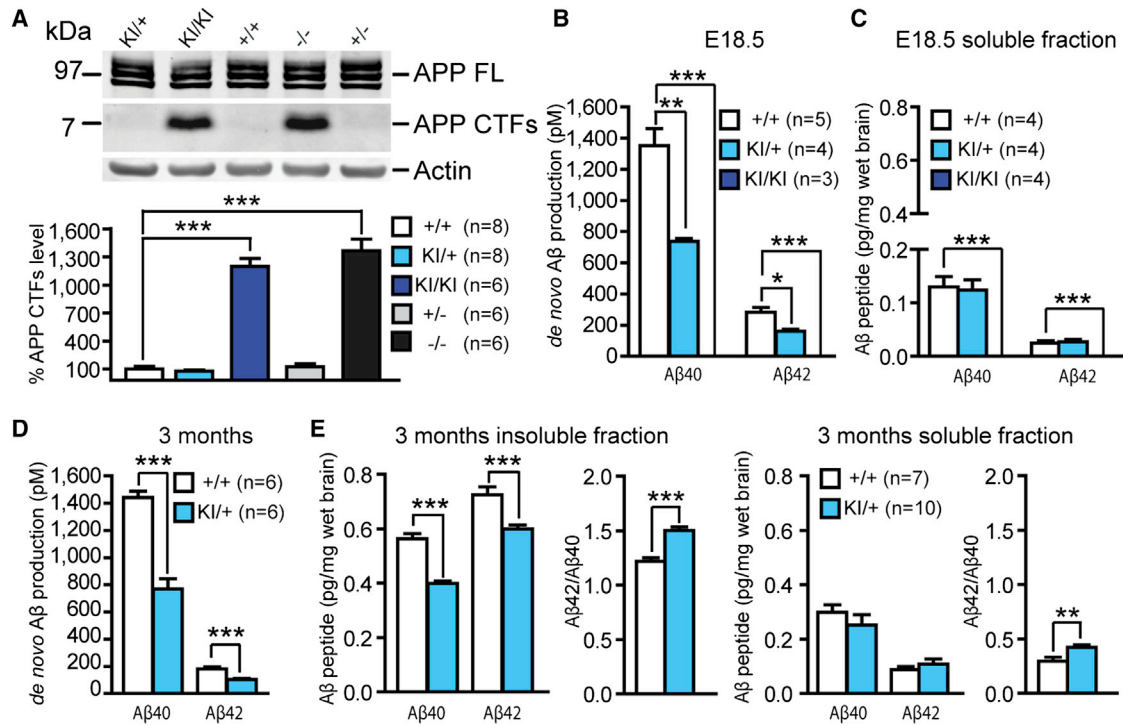 A
kDa
KI/+ KI/KI +/+ -/- +/-
97 APP FL
7 APP CTFs
Actin
% APP CTFs level
1,600
1,300
1,000
700
400
100
***
***
+/+ (n=8)
KI/+ (n=8)
KI/KI (n=6)
+/- (n=6)
-/- (n=6)
B
E18.5
de novo Aβ production (pM)
1,600
1,400
1,200
1,000
800
600
400
200
0
***
**
***
*
+/+ (n=5)
KI/+ (n=4)
KI/KI (n=3)
Aβ40 Aβ42
C
E18.5 soluble fraction
Aβ peptide (pg/mg wet brain)
0.8
0.6
0.4
0.2
0.1
0.0
+/+ (n=4)
KI/+ (n=4)
KI/KI (n=4)
***
***
Aβ40 Aβ42
D
3 months
de novo Aβ production (pM)
1,600
1,400
1,200
1,000
800
600
400
200
0
***
***
+/+ (n=6)
KI/+ (n=6)
Aβ40 Aβ42
E
3 months insoluble fraction
Aβ peptide (pg/mg wet brain)
0.8
0.6
0.4
0.2
0.0
***
***
Aβ40 Aβ42
Aβ42/Aβ40
2.0
1.5
1.0
0.5
0.0
***
3 months soluble fraction
Aβ peptide (pg/mg wet brain)
0.8
0.6
0.4
0.2
0.0
+/+ (n=7)
KI/+ (n=10)
Aβ40 Aβ42
Aβ42/Aβ40
2.0
1.5
1.0
0.5
0.0
**